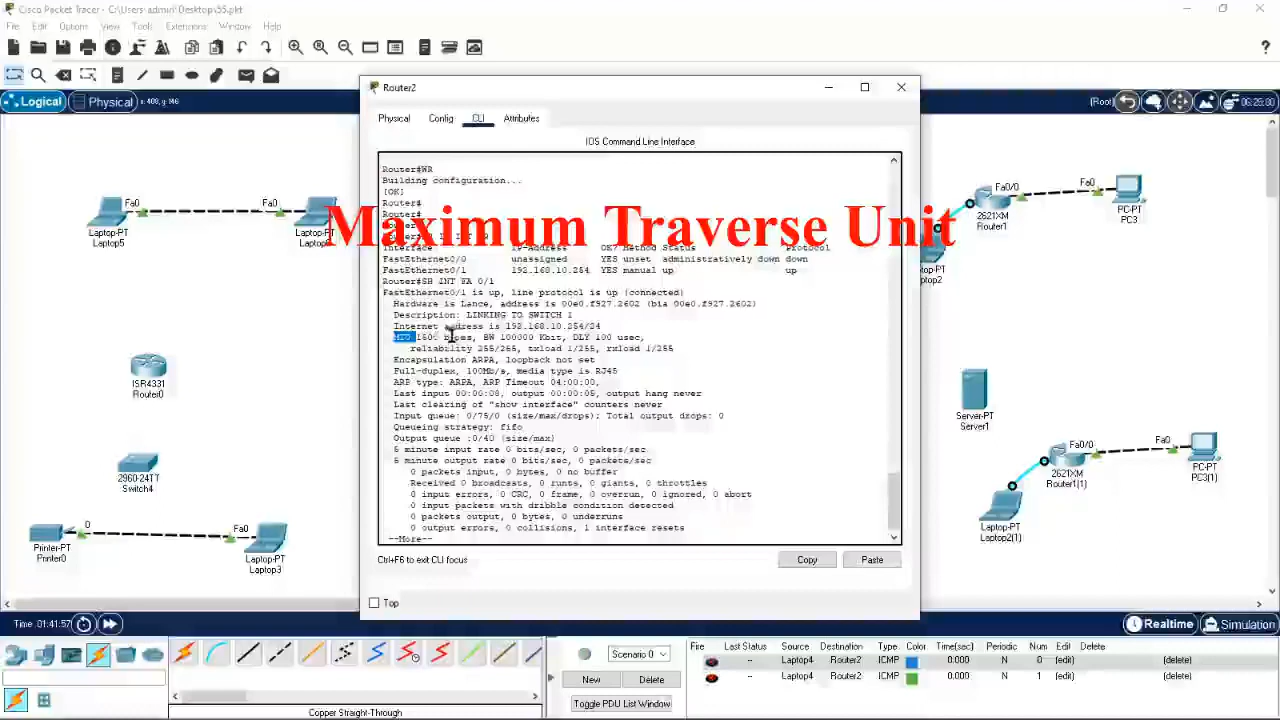 Cisco Packet Tracer - C:\Users\admin\Desktop\55.pkt
File Edit Options View Tools Extensions Window Help
Logical Physical x: 408, y: 146
[Root] 06:25:30
Router2
Physical Config CLI Attributes
IOS Command Line Interface
Router#WR
Building configuration...
[OK]
Router#
Router#
Maximum Traverse Unit
Interface IP-Address OK? Method Status Protocol
FastEthernet0/0 unassigned YES unset administratively down down
FastEthernet0/1 192.168.10.254 YES manual up up
Router#SH INT FA 0/1
FastEthernet0/1 is up, line protocol is up (connected)
Hardware is Lance, address is 00e0.f927.2602 (bia 00e0.f927.2602)
Description: LINKING TO SWITCH 1
Internet address is 192.168.10.254/24
MTU 1500 bytes, BW 100000 Kbit, DLY 100 usec,
reliability 255/255, txload 1/255, rxload 1/255
Encapsulation ARPA, loopback not set
Full-duplex, 100Mb/s, media type is RJ45
ARP type: ARPA, ARP Timeout 04:00:00,
Last input 00:00:08, output 00:00:05, output hang never
Last clearing of "show interface" counters never
Input queue: 0/75/0 (size/max/drops); Total output drops: 0
Queueing strategy: fifo
Output queue :0/40 (size/max)
5 minute input rate 0 bits/sec, 0 packets/sec
5 minute output rate 0 bits/sec, 0 packets/sec
0 packets input, 0 bytes, 0 no buffer
Received 0 broadcasts, 0 runts, 0 giants, 0 throttles
0 input errors, 0 CRC, 0 frame, 0 overrun, 0 ignored, 0 abort
0 input packets with dribble condition detected
0 packets output, 0 bytes, 0 underruns
0 output errors, 0 collisions, 1 interface resets
--More--
Ctrl+F6 to exit CLI focus
Copy Paste
Top
Fa0 Fa0
Laptop-PT
Laptop5
Laptop-PT
ISR4331
Router0
2960-24TT
Switch4
0 Fa0
Printer-PT
Printer0
Laptop-PT
Laptop3
Fa0/0 Fa0
2621XM
Router1
PC-PT
PC3
Laptop-PT
Laptop2
Server-PT
Server1
Fa0/0 Fa0
2621XM
Router1(1)
PC-PT
PC3(1)
Laptop-PT
Laptop2(1)
Time: 01:41:57
Realtime Simulation
Scenario 0
New Delete
Toggle PDU List Window
Copper Straight-Through
Fire Last Status Source Destination Type Color Time(sec) Periodic Num Edit Delete
-- Laptop4 Router2 ICMP 0.000 N 0 (edit) (delete)
-- Laptop4 Router2 ICMP 0.000 N 1 (edit) (delete)